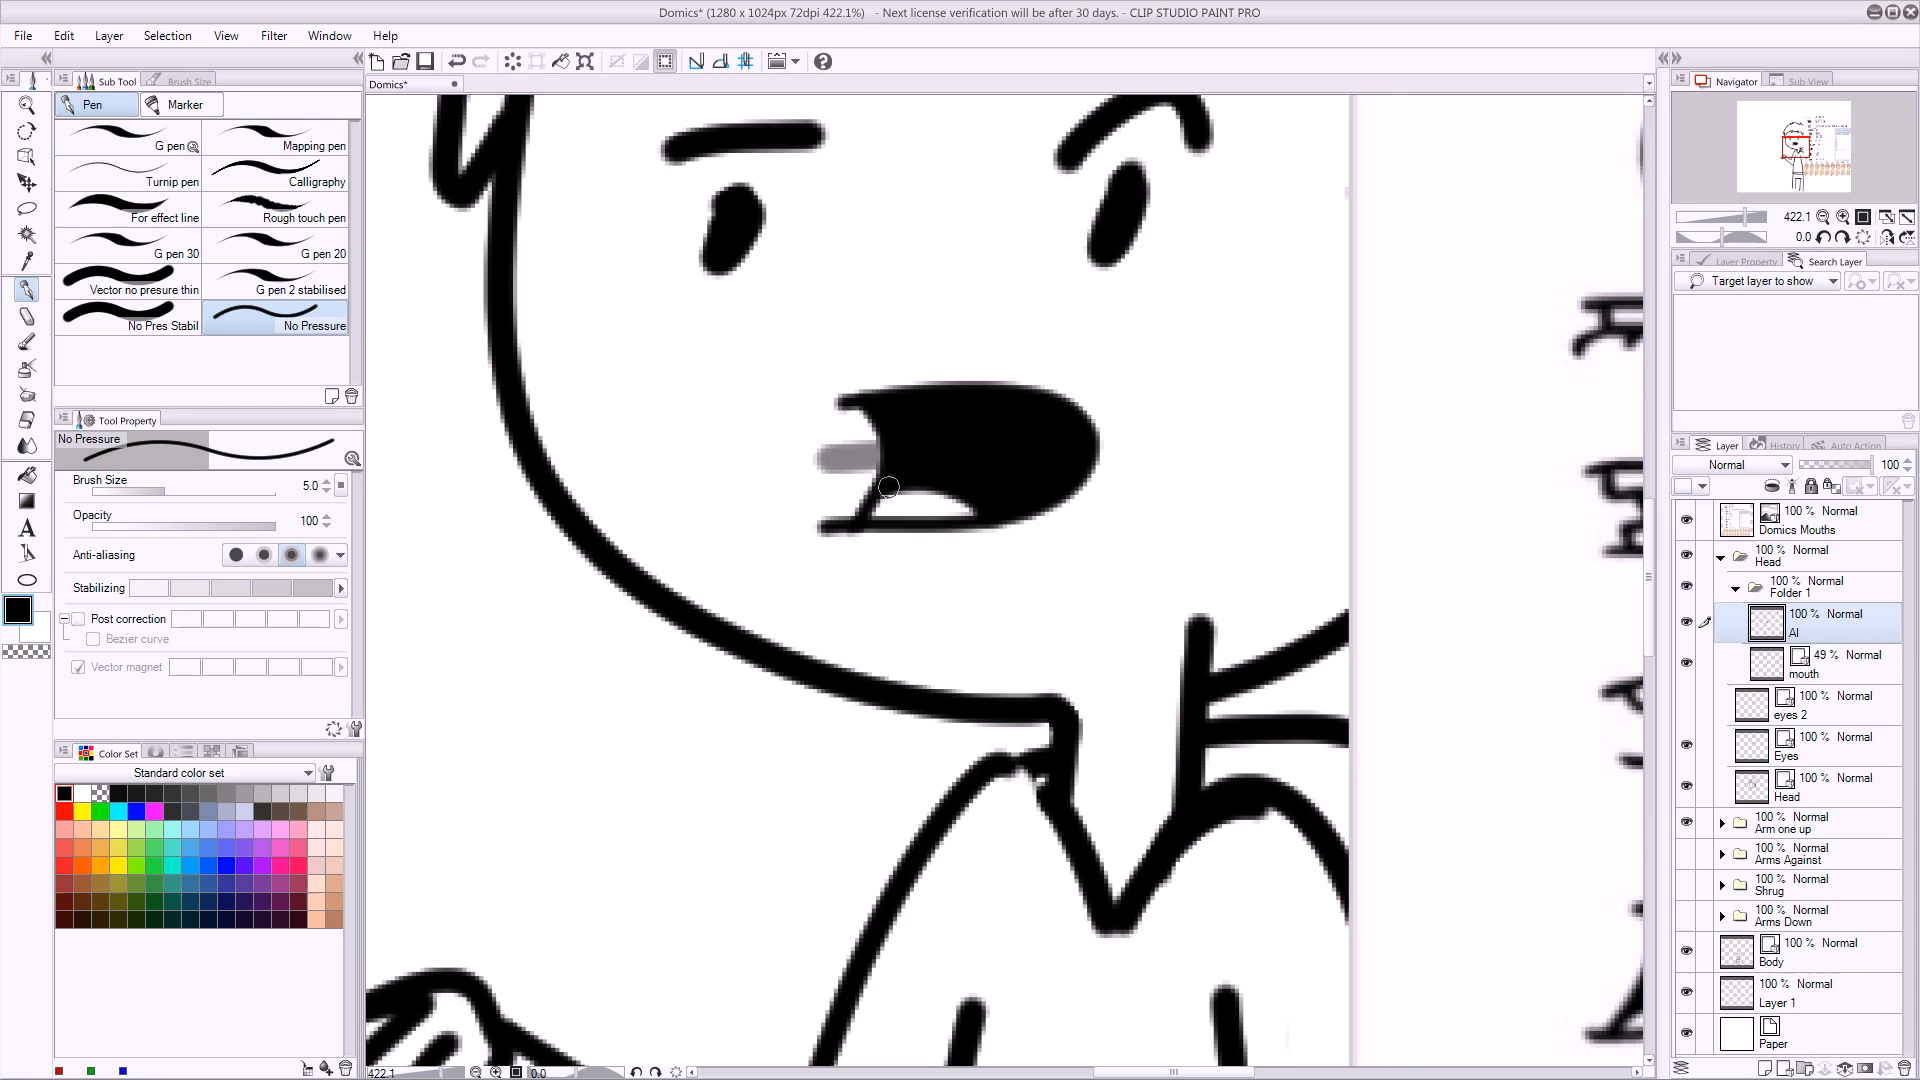 Domics* (1280 x 1024px 72dpi 422.1%) - Next license verification will be after 30 days. - CLIP STUDIO PAINT PRO
File Edit Layer Selection View Filter Window Help
Sub Tool Brush Size
Domics*
Navigator Sub View
Pen Marker
G pen Mapping pen
Turnip pen Calligraphy
For effect line Rough touch pen
G pen 30 G pen 20
Vector no presure thin G pen 2 stabilised
No Pres Stabil No Pressure
422.1
0.0
Layer Property Search Layer
Target layer to show
Tool Property
No Pressure
Brush Size 5.0
Opacity 100
Anti-aliasing
Stabilizing
Post correction
Bezier curve
Vector magnet
Layer History Auto Action
Normal 100
100 % Normal
Domics Mouths
100 % Normal
Head
100 % Normal
Folder 1
100 % Normal
AI
49 % Normal
mouth
100 % Normal
eyes 2
100 % Normal
Eyes
100 % Normal
Head
100 % Normal
Arm one up
100 % Normal
Arms Against
100 % Normal
Shrug
100 % Normal
Arms Down
100 % Normal
Body
100 % Normal
Layer 1
Paper
Color Set
Standard color set
A
422.1 0.0